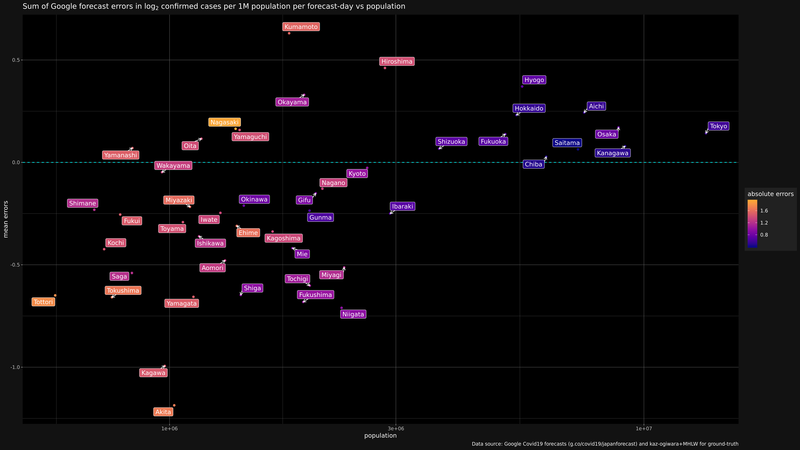 Sum of Google forecast errors in log2 confirmed cases per 1M population per forecast-day vs population
Kumamoto
Hiroshima
Hyogo
Okayama
Hokkaido
Aichi
Nagasaki
Tokyo
Yamaguchi
Osaka
Oita
Shizuoka
Fukuoka
Saitama
Yamanashi
Kanagawa
Wakayama
Chiba
Kyoto
Nagano
Shimane
Miyazaki
Okinawa
Gifu
Ibaraki
Fukui
Iwate
Gunma
Toyama
Ehime
Kochi
Ishikawa
Kagoshima
Mie
Aomori
Saga
Tochigi
Miyagi
Tokushima
Shiga
Fukushima
Tottori
Yamagata
Niigata
Kagawa
Akita
0.5
0.0
-0.5
-1.0
mean errors
1e+06
3e+06
1e+07
population
absolute errors
1.6
1.2
0.8
Data source: Google Covid19 forecasts (g.co/covid19/japanforecast) and kaz-ogiwara+MHLW for ground-truth